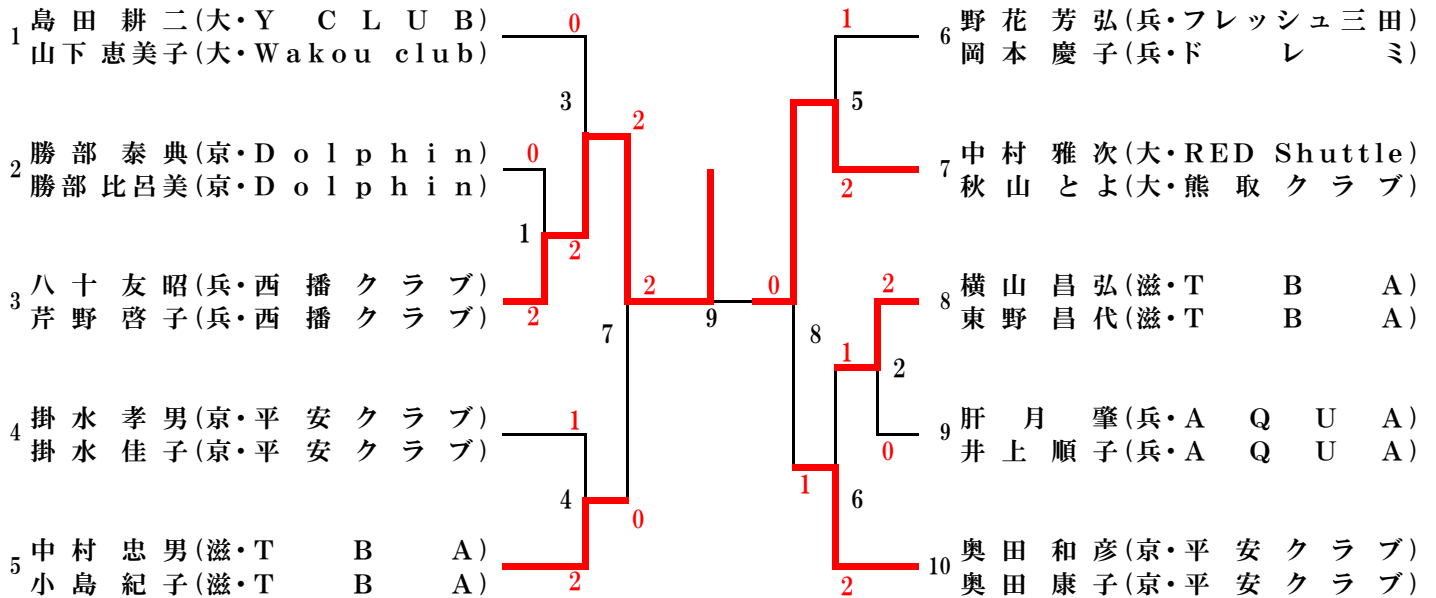 1 島田耕二(大・Y CLUB)
山下恵美子(大・Wakou club)
2 勝部泰典(京・Dolphin)
勝部比呂美(京・Dolphin)
3 八十友昭(兵・西播クラブ)
芹野啓子(兵・西播クラブ)
4 掛水孝男(京・平安クラブ)
掛水佳子(京・平安クラブ)
5 中村忠男(滋・TBA)
小島紀子(滋・TBA)
0
3
2
0
1
2
2
7
2
1
4
0
2
9
0
1
5
2
8
2
1
2
0
1
6
2
6 野花芳弘(兵・フレッシュ三田)
岡本慶子(兵・ドレミ)
7 中村雅次(大・RED Shuttle)
秋山とよ(大・熊取クラブ)
8 横山昌弘(滋・TBA)
東野昌代(滋・TBA)
9 肝月肇(兵・AQUA)
井上順子(兵・AQUA)
10 奥田和彦(京・平安クラブ)
奥田康子(京・平安クラブ)